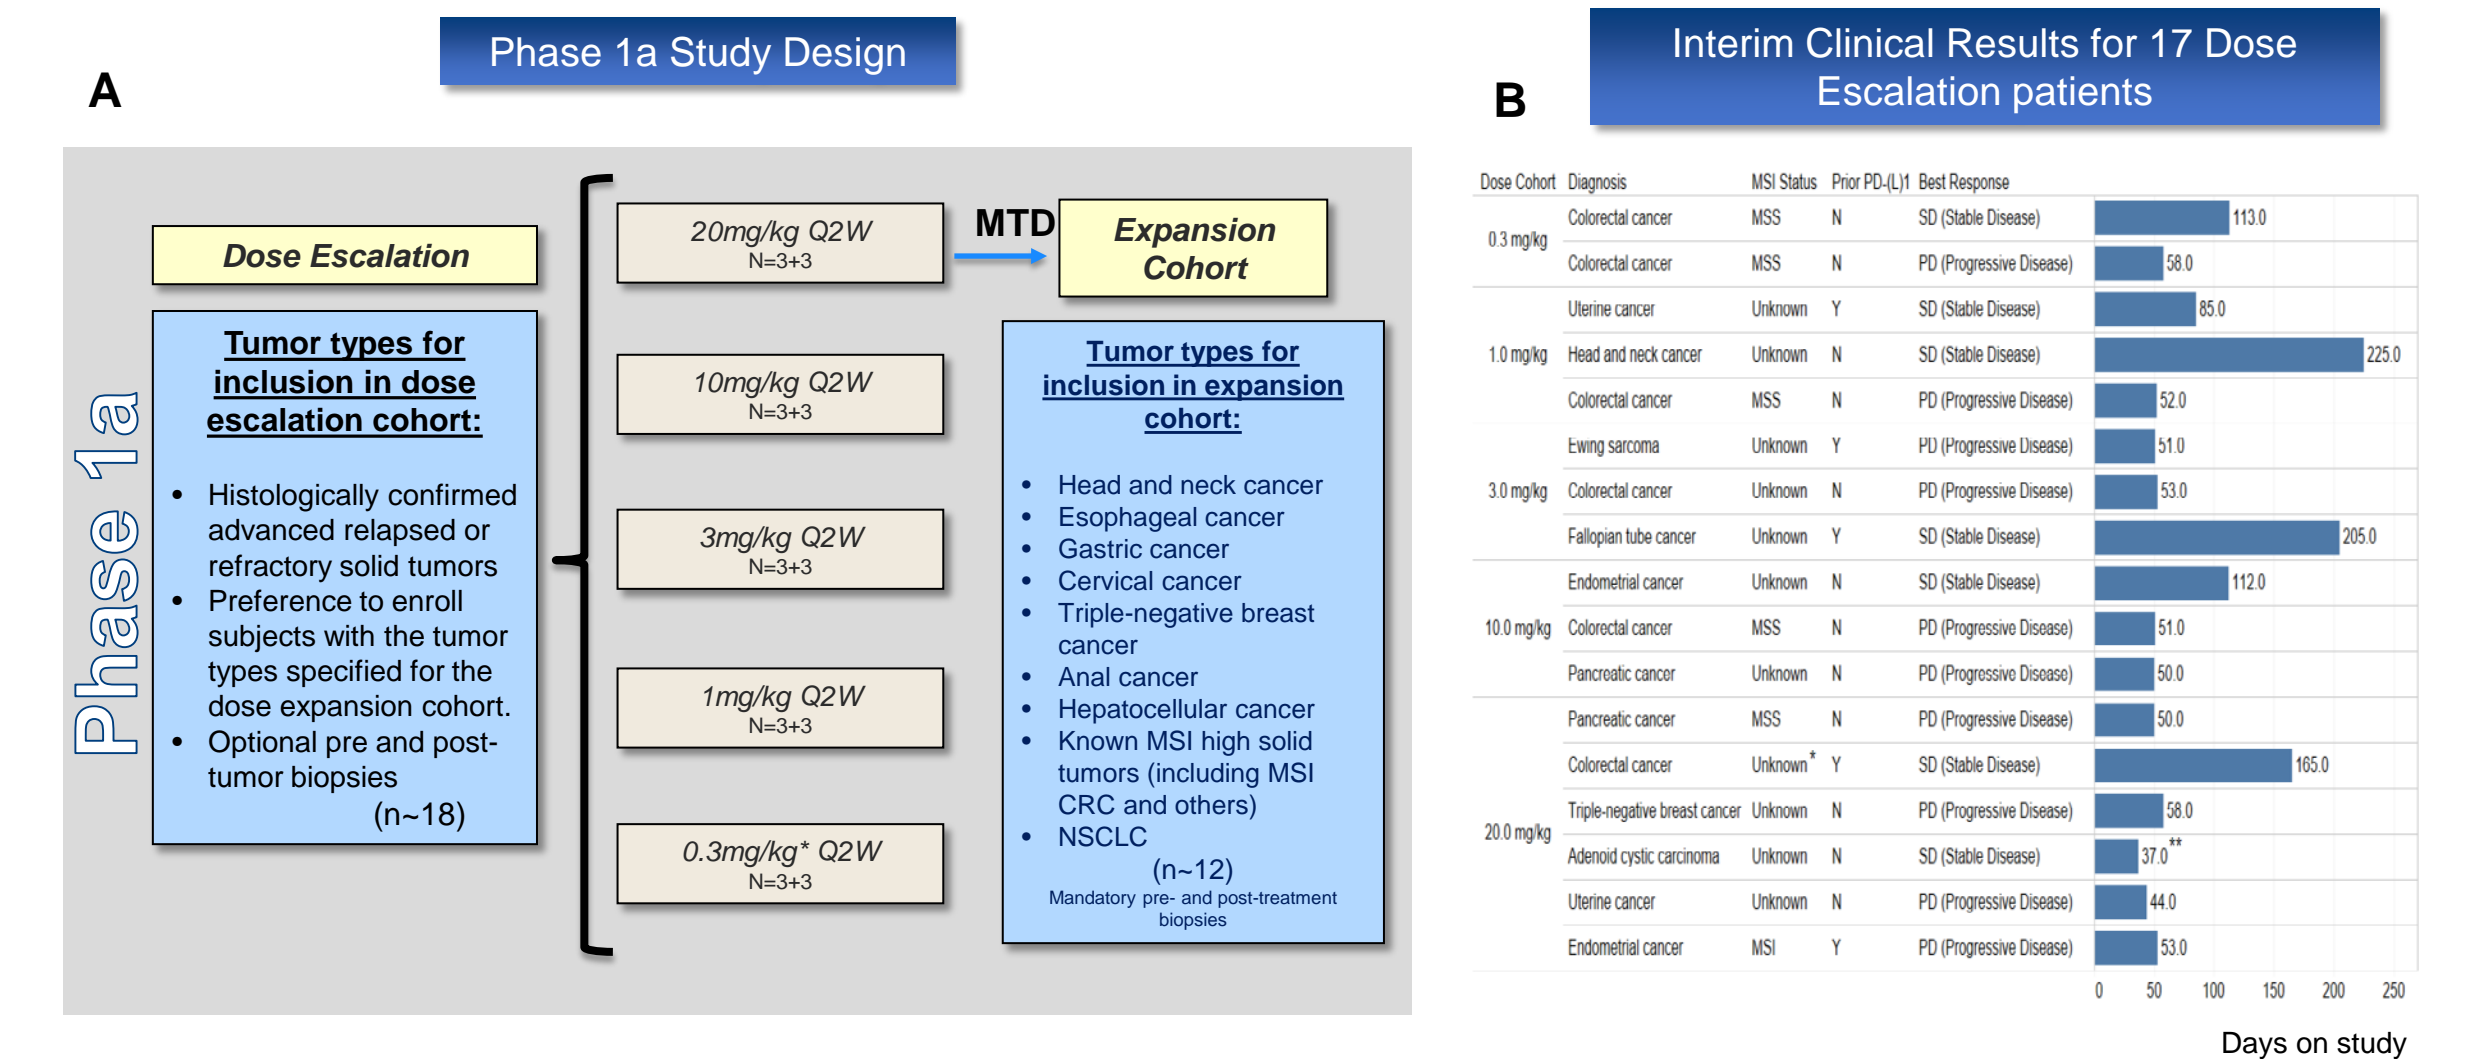 Phase 1a Study Design
A
Phase 1a
Dose Escalation
Tumor types for
inclusion in dose
escalation cohort:
• Histologically confirmed
advanced relapsed or
refractory solid tumors
• Preference to enroll
subjects with the tumor
types specified for the
dose expansion cohort.
• Optional pre and post-
tumor biopsies
(n~18)
20mg/kg Q2W
N=3+3
10mg/kg Q2W
N=3+3
3mg/kg Q2W
N=3+3
1mg/kg Q2W
N=3+3
0.3mg/kg* Q2W
N=3+3
MTD
Expansion
Cohort
Tumor types for
inclusion in expansion
cohort:
• Head and neck cancer
• Esophageal cancer
• Gastric cancer
• Cervical cancer
• Triple-negative breast
cancer
• Anal cancer
• Hepatocellular cancer
• Known MSI high solid
tumors (including MSI
CRC and others)
• NSCLC
(n~12)
Mandatory pre- and post-treatment
biopsies
B
Interim Clinical Results for 17 Dose
Escalation patients
Dose Cohort Diagnosis MSI Status Prior PD-(L)1 Best Response
0.3 mg/kg
Colorectal cancer MSS N SD (Stable Disease) 113.0
Colorectal cancer MSS N PD (Progressive Disease) 58.0
1.0 mg/kg
Uterine cancer Unknown Y SD (Stable Disease) 85.0
Head and neck cancer Unknown N SD (Stable Disease) 225.0
Colorectal cancer MSS N PD (Progressive Disease) 52.0
3.0 mg/kg
Ewing sarcoma Unknown Y PD (Progressive Disease) 51.0
Colorectal cancer Unknown N PD (Progressive Disease) 53.0
Fallopian tube cancer Unknown Y SD (Stable Disease) 205.0
10.0 mg/kg
Endometrial cancer Unknown N SD (Stable Disease) 112.0
Colorectal cancer MSS N PD (Progressive Disease) 51.0
Pancreatic cancer Unknown N PD (Progressive Disease) 50.0
20.0 mg/kg
Pancreatic cancer MSS N PD (Progressive Disease) 50.0
Colorectal cancer Unknown* Y SD (Stable Disease) 165.0
Triple-negative breast cancer Unknown N PD (Progressive Disease) 58.0
Adenoid cystic carcinoma Unknown N SD (Stable Disease) 37.0**
Uterine cancer Unknown N PD (Progressive Disease) 44.0
Endometrial cancer MSI Y PD (Progressive Disease) 53.0
0 50 100 150 200 250
Days on study